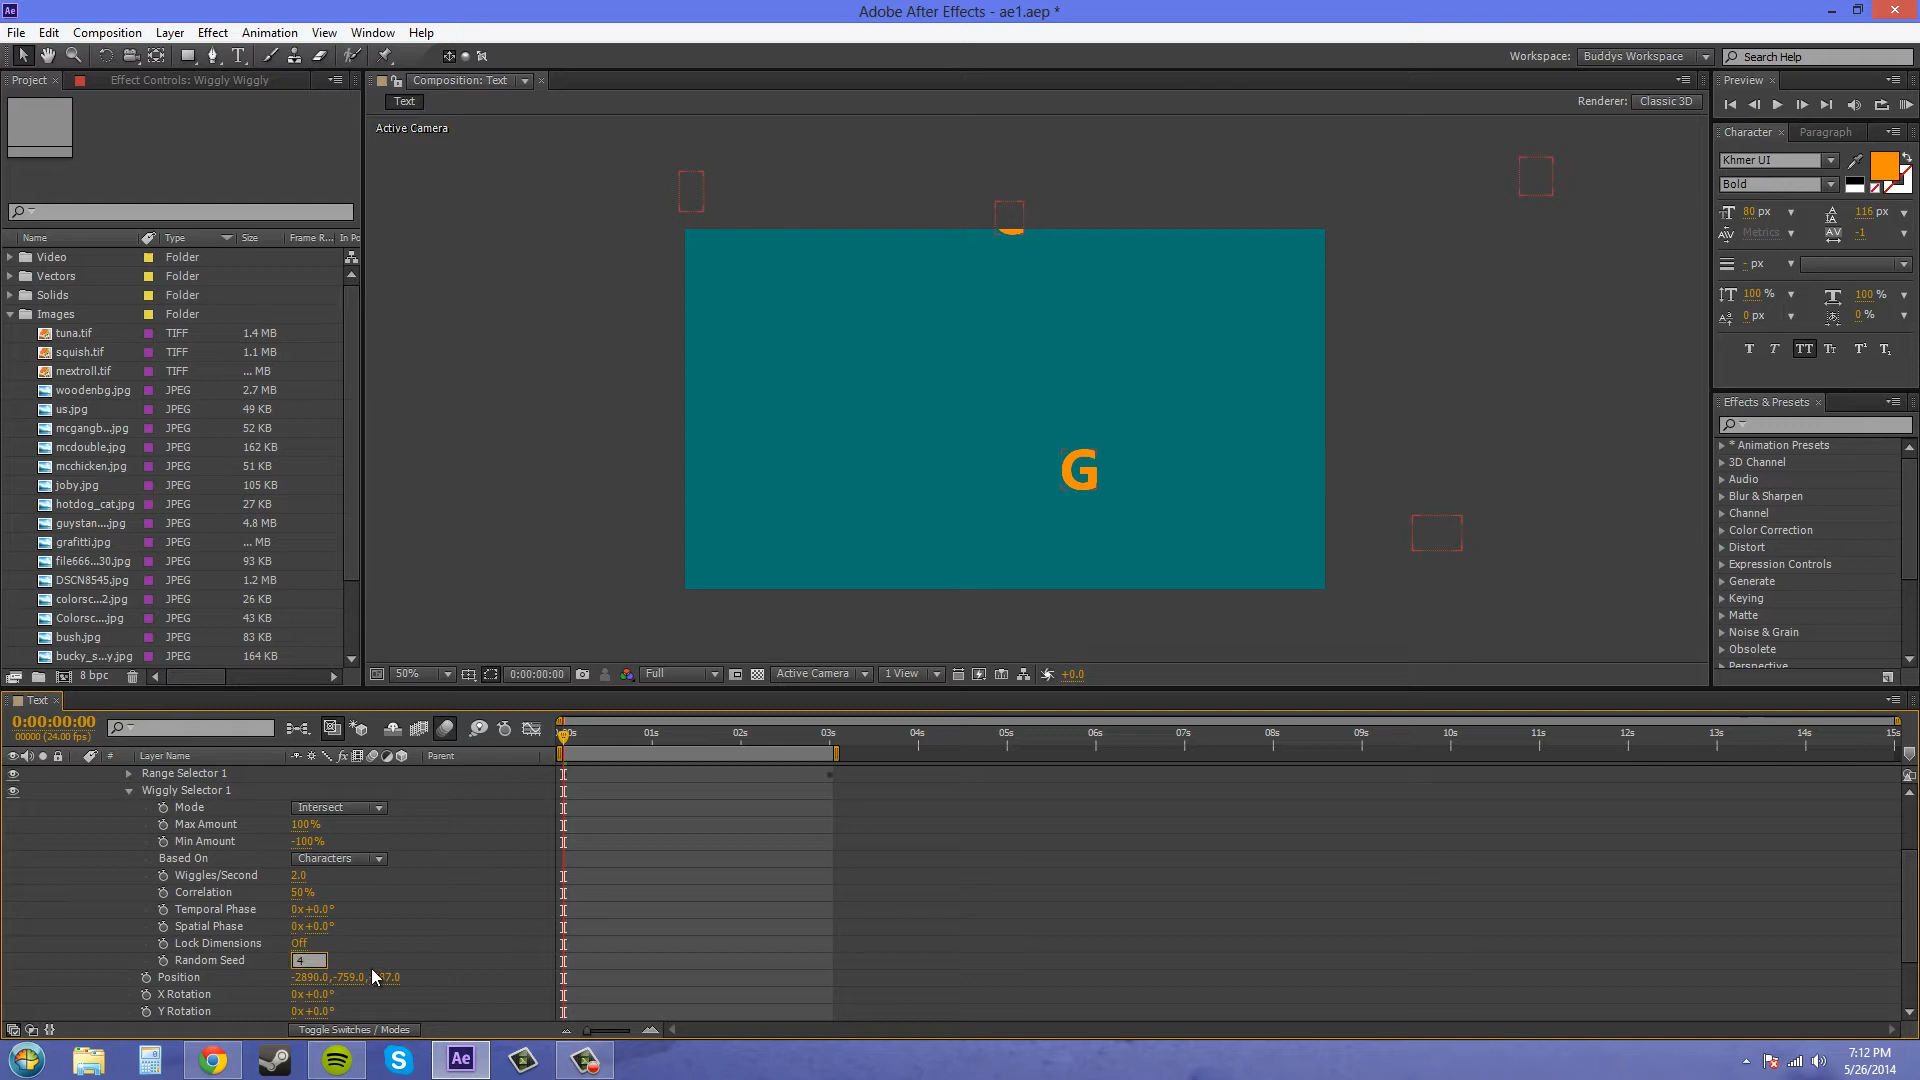 Ae
Adobe After Effects - ae1.aep *
File Edit Composition Layer Effect Animation View Window Help
Workspace: Buddys Workspace Search Help
Project Effect Controls: Wiggly Wiggly
Composition: Text
Text
Renderer: Classic 3D
Active Camera
G
Name Type Size Frame R... In Po
Video Folder
Vectors Folder
Solids Folder
Images Folder
tuna.tif TIFF 1.4 MB
squish.tif TIFF 1.1 MB
mextroll.tif TIFF ... MB
woodenbg.jpg JPEG 2.7 MB
us.jpg JPEG 49 KB
mcgangb...jpg JPEG 52 KB
mcdouble.jpg JPEG 162 KB
mcchicken.jpg JPEG 51 KB
joby.jpg JPEG 105 KB
hotdog_cat.jpg JPEG 27 KB
guystan....jpg JPEG 4.8 MB
grafitti.jpg JPEG ... MB
file666...30.jpg JPEG 93 KB
DSCN8545.jpg JPEG 1.2 MB
colorsc...2.jpg JPEG 26 KB
Colorsc....jpg JPEG 43 KB
bush.jpg JPEG 83 KB
bucky_s...y.jpg JPEG 164 KB
8 bpc
50% 0:00:00:00 Full Active Camera 1 View +0.0
Preview
Character Paragraph
Khmer UI
Bold
80 px 116 px
Metrics -1
- px
100 % 100 %
0 px 0 %
T T TT Tt T¹ T₁
Effects & Presets
* Animation Presets
3D Channel
Audio
Blur & Sharpen
Channel
Color Correction
Distort
Expression Controls
Generate
Keying
Matte
Noise & Grain
Obsolete
Perspective
Text
0:00:00:00
00000 (24.00 fps)
:00s 01s 02s 03s 04s 05s 06s 07s 08s 09s 10s 11s 12s 13s 14s 15s
# Layer Name fx Parent
Range Selector 1
Wiggly Selector 1
Mode Intersect
Max Amount 100%
Min Amount -100%
Based On Characters
Wiggles/Second 2.0
Correlation 50%
Temporal Phase 0x+0.0°
Spatial Phase 0x+0.0°
Lock Dimensions Off
Random Seed 4
Position -2890.0,-759.0,
X Rotation 0x+0.0°
Y Rotation 0x+0.0°
Toggle Switches / Modes
Ae
7:12 PM
5/26/2014